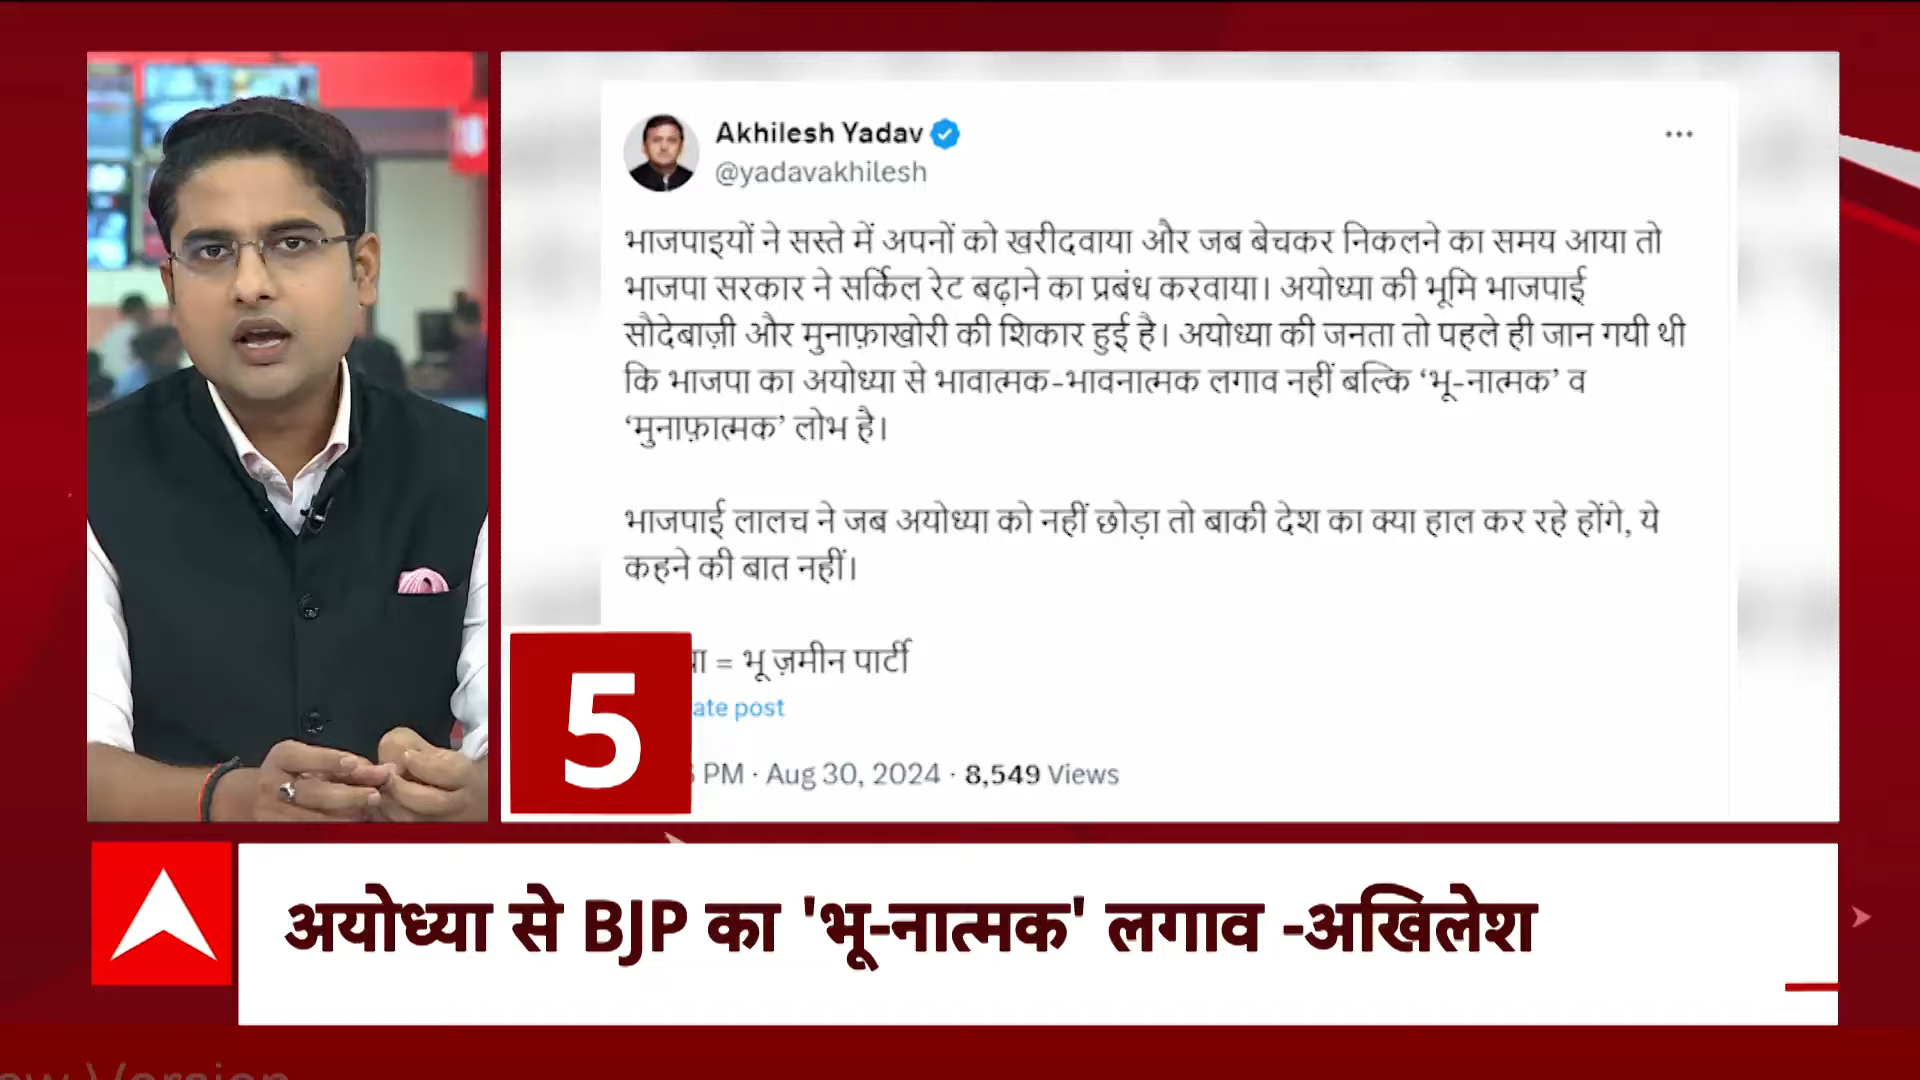 Akhilesh Yadav
@yadavakhilesh
भाजपाइयों ने सस्ते में अपनों को खरीदवाया और जब बेचकर निकलने का समय आया तो
भाजपा सरकार ने सर्किल रेट बढ़ाने का प्रबंध करवाया। अयोध्या की भूमि भाजपाई
सौदेबाज़ी और मुनाफ़ाखोरी की शिकार हुई है। अयोध्या की जनता तो पहले ही जान गयी थी
कि भाजपा का अयोध्या से भावात्मक-भावनात्मक लगाव नहीं बल्कि ‘भू-नात्मक’ व
‘मुनाफ़ात्मक’ लोभ है।
भाजपाई लालच ने जब अयोध्या को नहीं छोड़ा तो बाकी देश का क्या हाल कर रहे होंगे, ये
कहने की बात नहीं।
= भू ज़मीन पार्टी
post
PM · Aug 30, 2024 · 8,549 Views
5
अयोध्या से BJP का 'भू-नात्मक' लगाव -अखिलेश